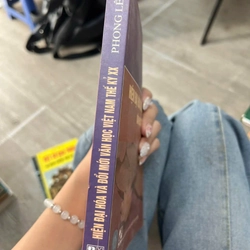 PHONG LÊ
HIỆN ĐẠI HÓA VÀ ĐỔI MỚI VĂN HỌC VIỆT NAM THẾ KỶ XX